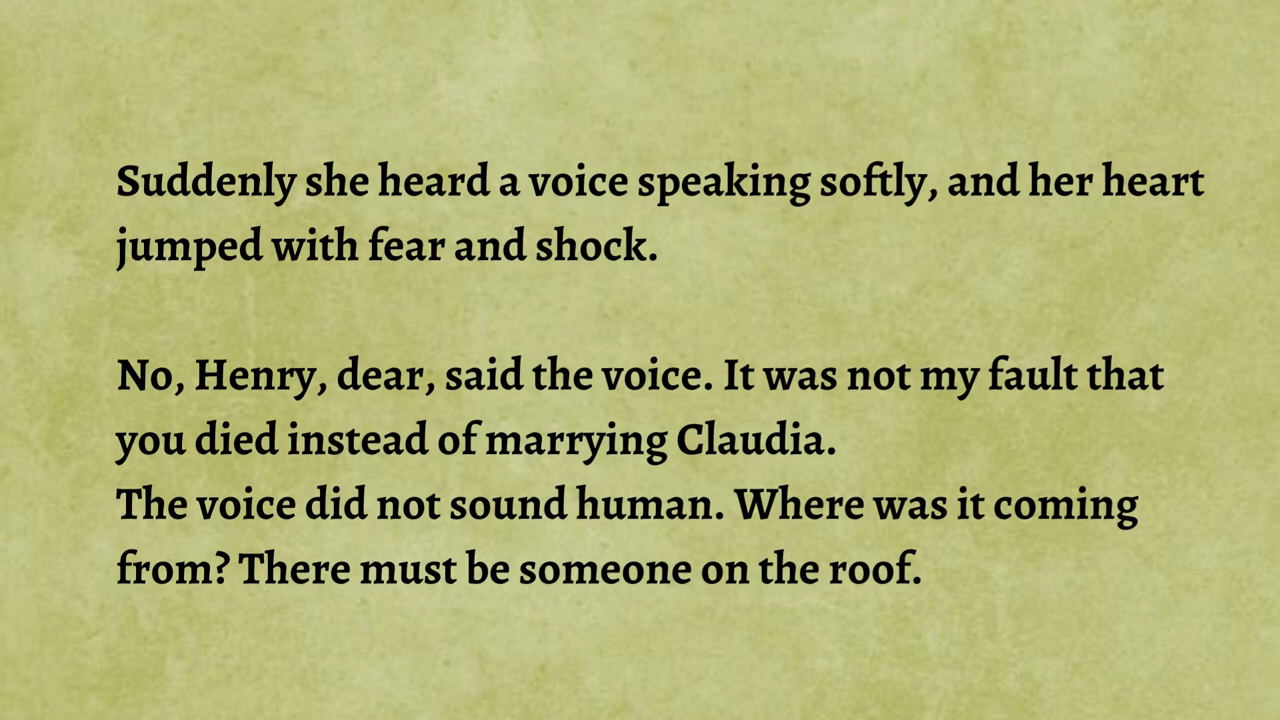 Suddenly she heard a voice speaking softly, and her heart
jumped with fear and shock.
No, Henry, dear, said the voice. It was not my fault that
you died instead of marrying Claudia.
The voice did not sound human. Where was it coming
from? There must be someone on the roof.